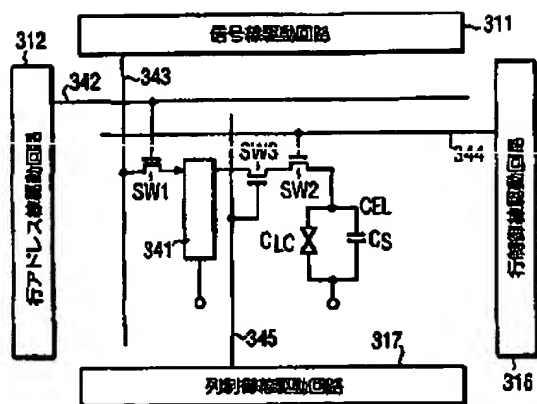 信号線駆動回路
311
312
343
342
行アドレス線駆動回路
SW3
344
SW1
SW2
341
CEL
CLC
CS
行制御線駆動回路
345
317
列制御線駆動回路
316